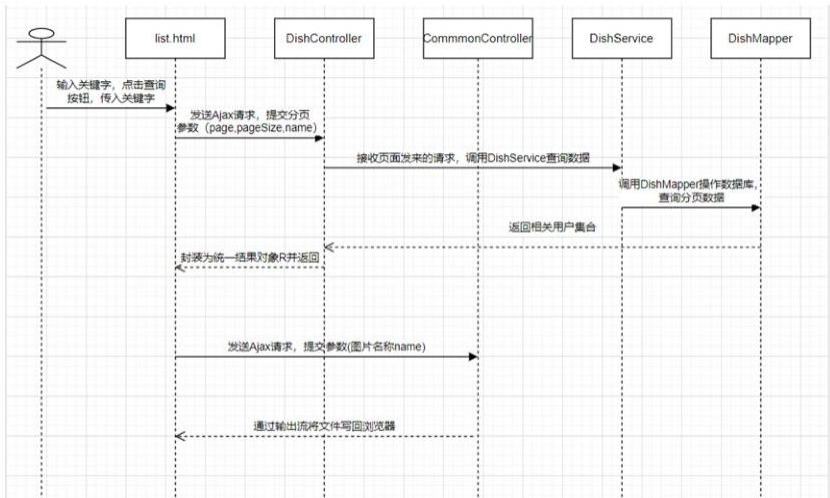 list.html
DishController
CommmonController
DishService
DishMapper
输入关键字，点击查询
按钮，传入关键字
发送Ajax请求，提交分页
参数（page,pageSize,name）
接收页面发来的请求，调用DishService查询数据
调用DishMapper操作数据库，
查询分页数据
返回相关用户集合
封装为统一结果对象R并返回
发送Ajax请求，提交参数(图片名称name)
通过输出流将文件写回浏览器